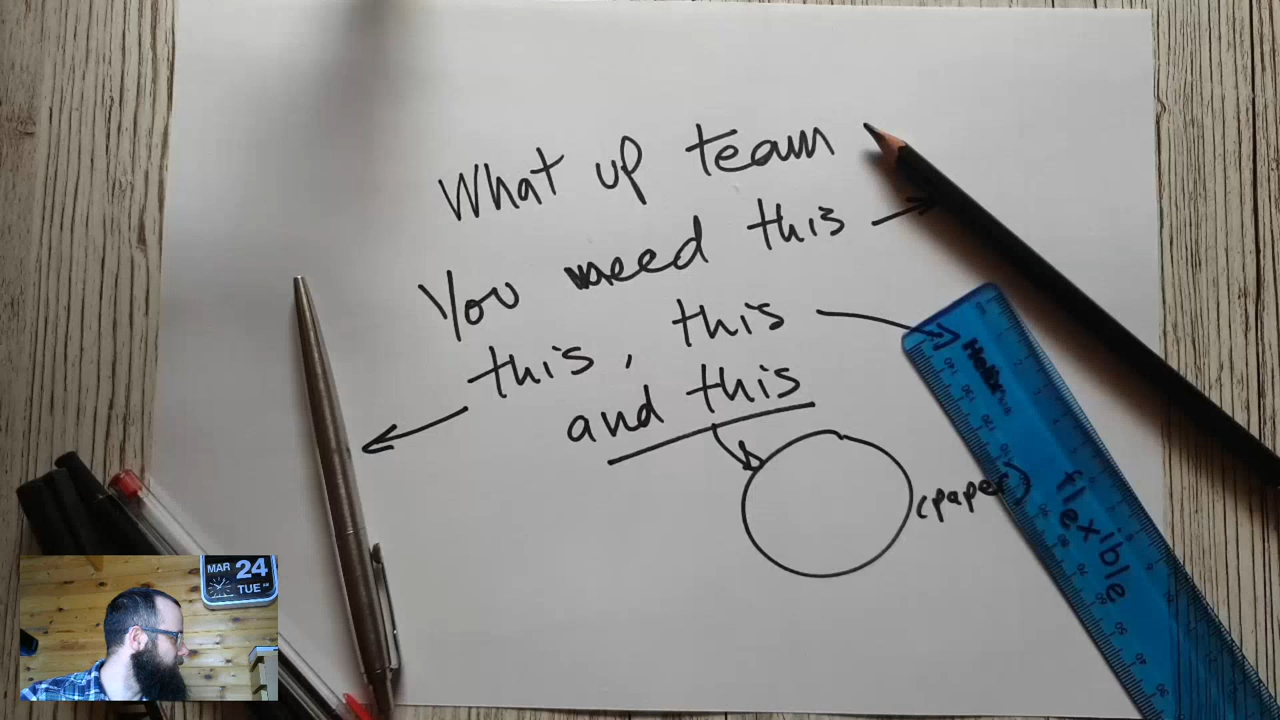 What up team
You need this
this, this
and this
(paper)
Helix
flexible
MAR 24
TUE